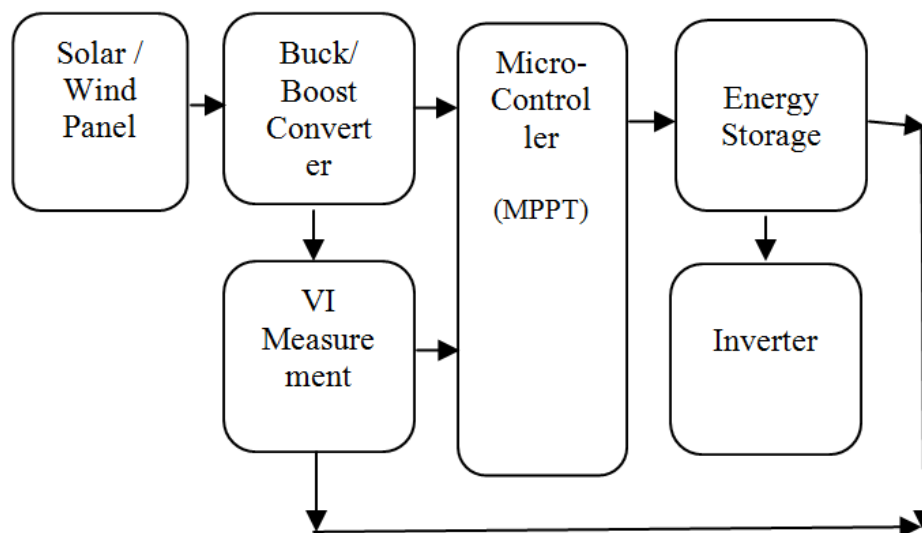 Solar /
Wind
Panel
Buck/
Boost
Convert
er
Micro-
Control
ler
(MPPT)
Energy
Storage
VI
Measure
ment
Inverter